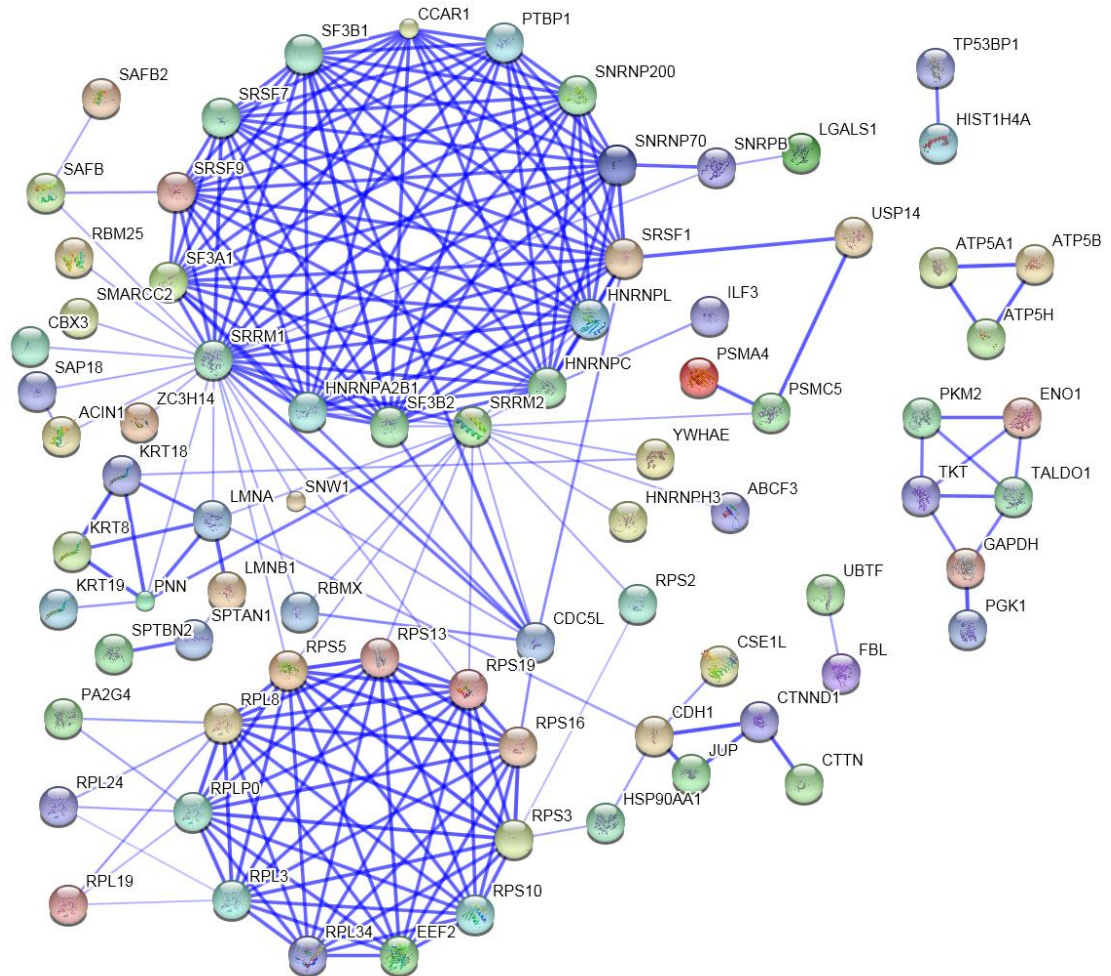 CCAR1
SF3B1
PTBP1
TP53BP1
SAFB2
SNRNP200
SRSF7
HIST1H4A
SNRNP70
SNRPB
LGALS1
SAFB
SRSF9
USP14
RBM25
SRSF1
ATP5A1
ATP5B
SF3A1
SMARCC2
HNRNPL
ILF3
CBX3
SRRM1
ATP5H
SAP18
HNRNPC
PSMA4
HNRNPA2B1
SF3B2
SRRM2
PSMC5
ACIN1
ZC3H14
PKM2
ENO1
KRT18
YWHAE
LMNA
SNW1
HNRNPH3
ABCF3
TKT
TALDO1
KRT8
GAPDH
KRT19
PNN
LMNB1
RBMX
RPS2
UBTF
PGK1
SPTBN2
SPTAN1
CDC5L
RPS5
RPS13
RPS19
CSE1L
FBL
PA2G4
RPL8
RPS16
CDH1
CTNND1
JUP
CTTN
RPL24
RPLP0
HSP90AA1
RPS3
RPL19
RPL3
RPS10
RPL34
EEF2